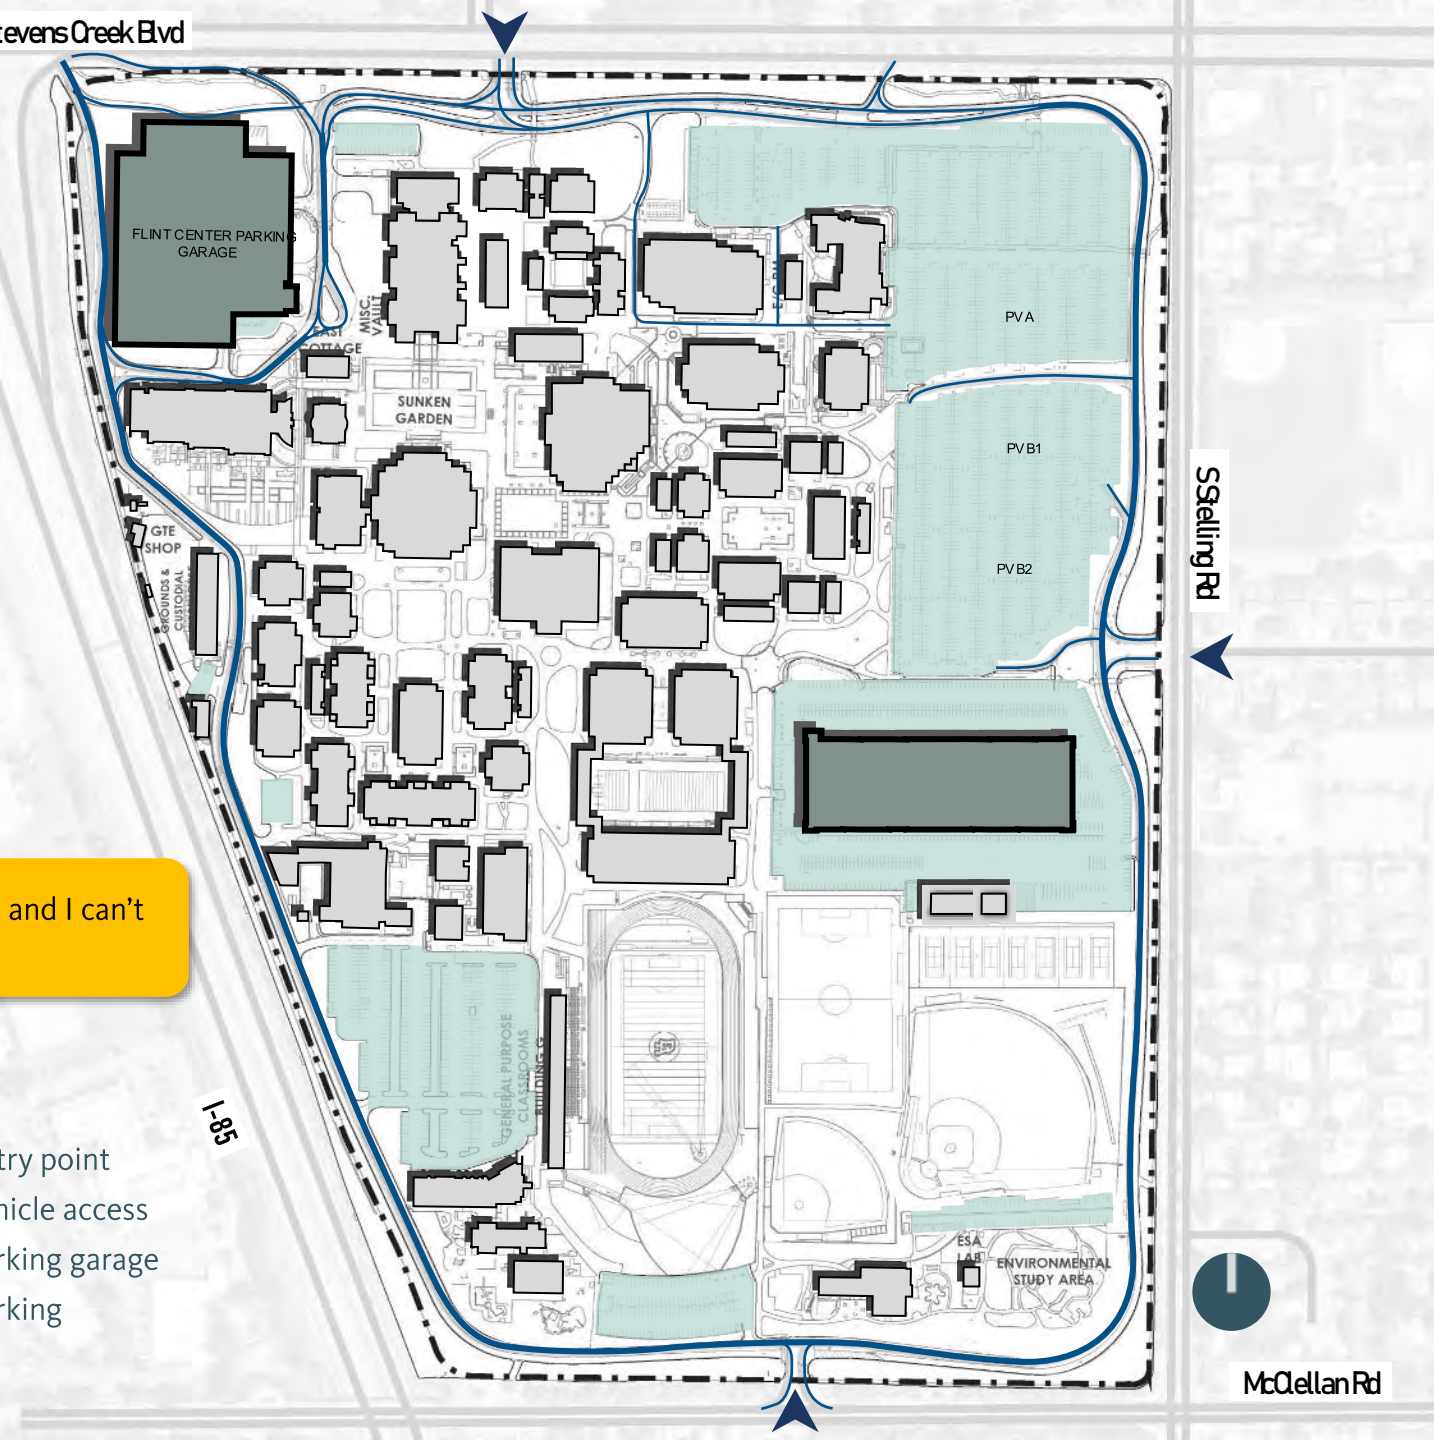 tevens Creek Blvd
FLINT CENTER PARKING
GARAGE
MISC.
VAULT
EAST
COTTAGE
SUNKEN
GARDEN
PV A
PV B1
PV B2
S Stelling Rd
GTE
SHOP
GROUNDS &
CUSTODIAL
and I can't
I-85
GENERAL PURPOSE
CLASSROOMS
BUILDING G
try point
hicle access
rking garage
rking
ESA
LAB
ENVIRONMENTAL
STUDY AREA
McClellan Rd